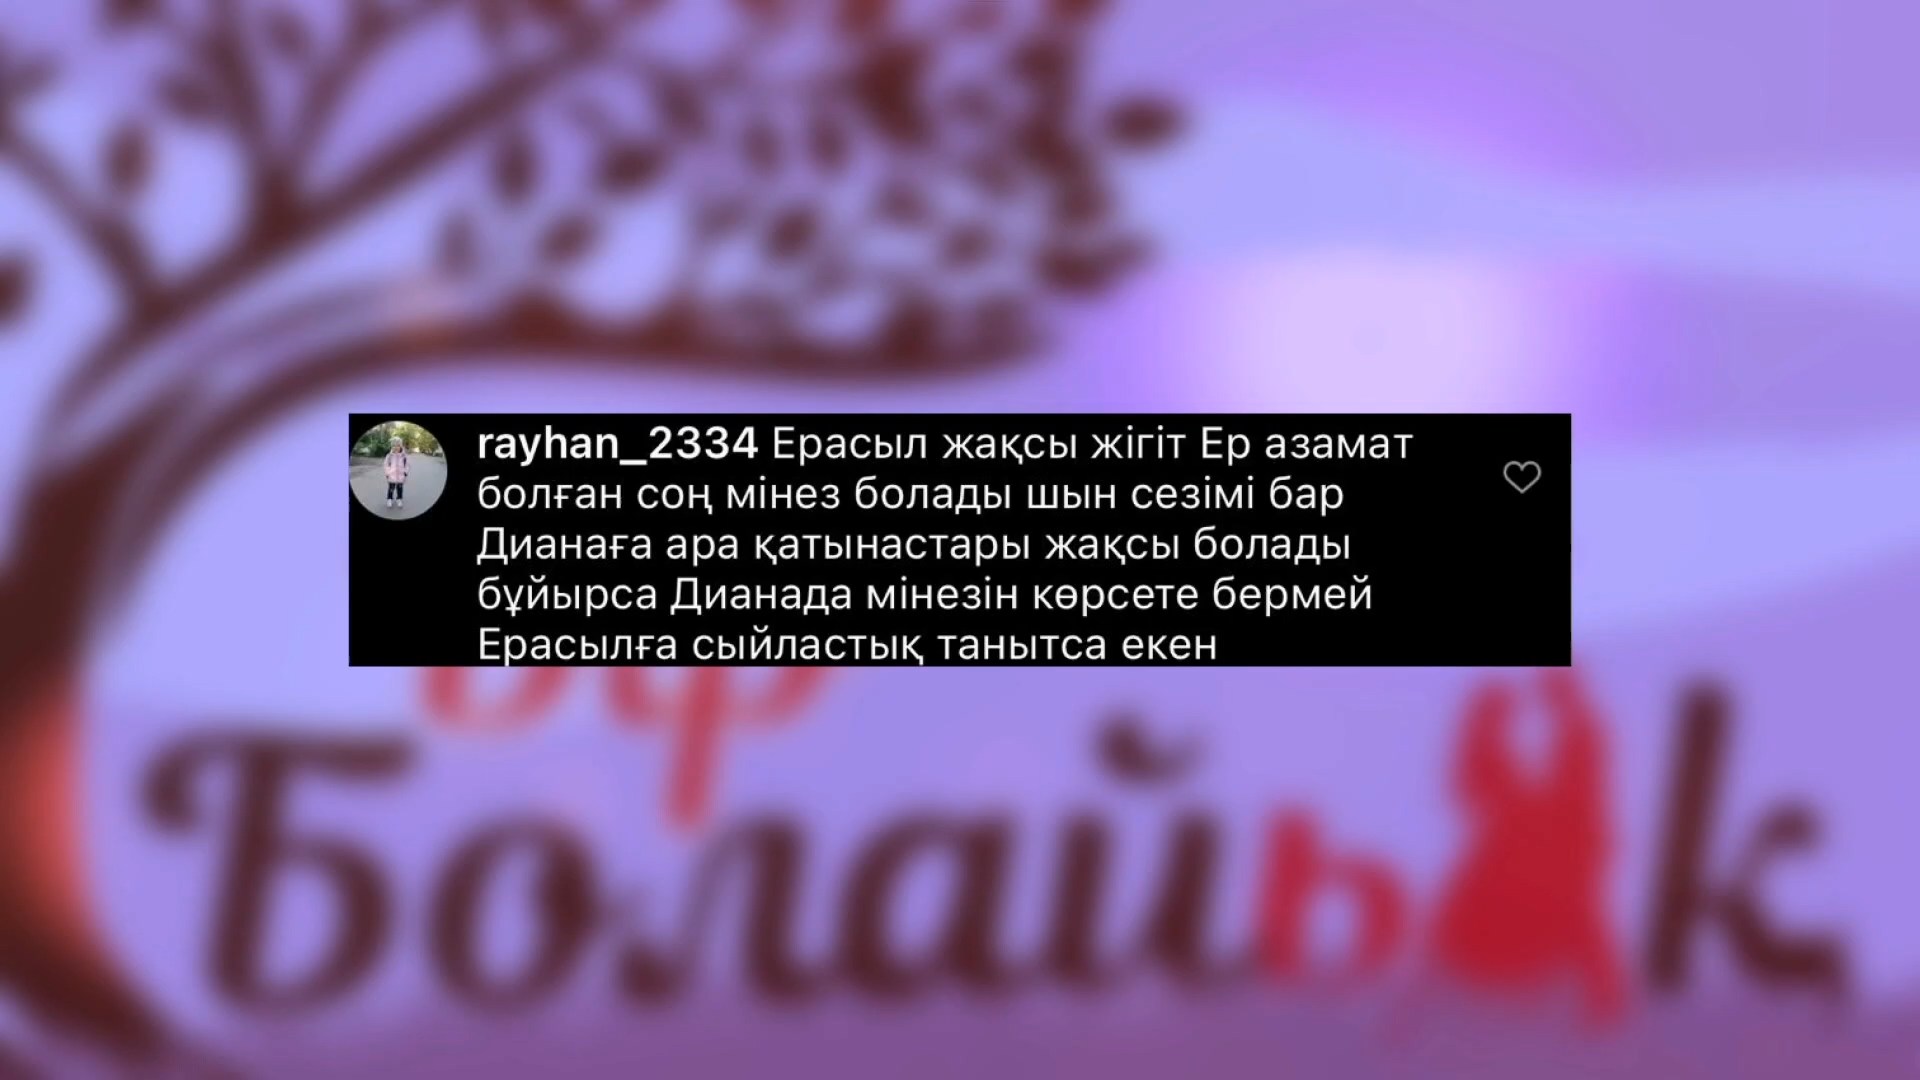 rayhan_2334 Ерасыл жақсы жігіт Ер азамат
болған соң мінез болады шын сезімі бар
Дианаға ара қатынастары жақсы болады
бұйырса Дианада мінезін көрсете бермей
Ерасылға сыйластық танытса екен
Болайық